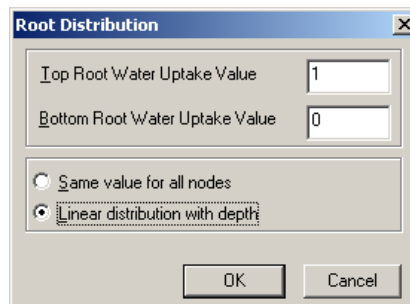 Root Distribution
Top Root Water Uptake Value 1
Bottom Root Water Uptake Value 0
Same value for all nodes
Linear distribution with depth
OK Cancel